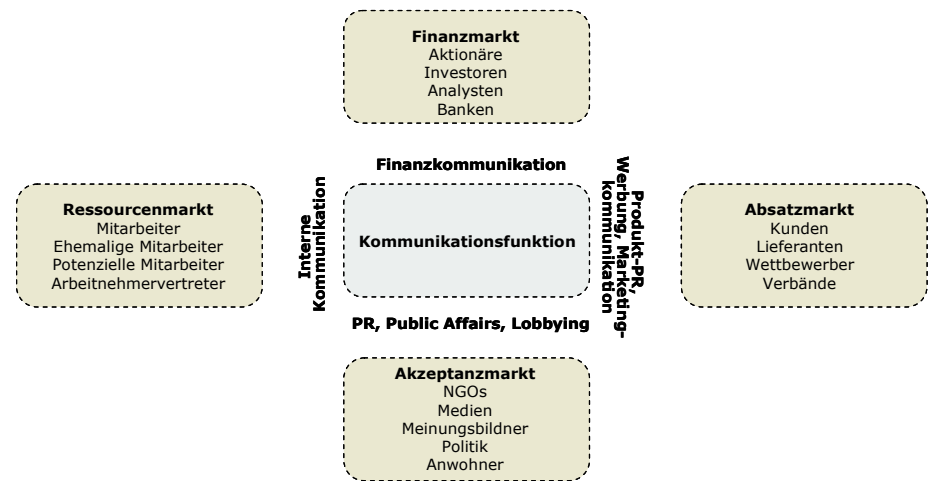 Finanzmarkt
Aktionäre
Investoren
Analysten
Banken
Finanzkommunikation
Ressourcenmarkt
Mitarbeiter
Ehemalige Mitarbeiter
Potenzielle Mitarbeiter
Arbeitnehmervertreter
Interne
Kommunikation
Kommunikationsfunktion
Produkt-PR,
Werbung, Marketing-
kommunikation
Absatzmarkt
Kunden
Lieferanten
Wettbewerber
Verbände
PR, Public Affairs, Lobbying
Akzeptanzmarkt
NGOs
Medien
Meinungsbildner
Politik
Anwohner